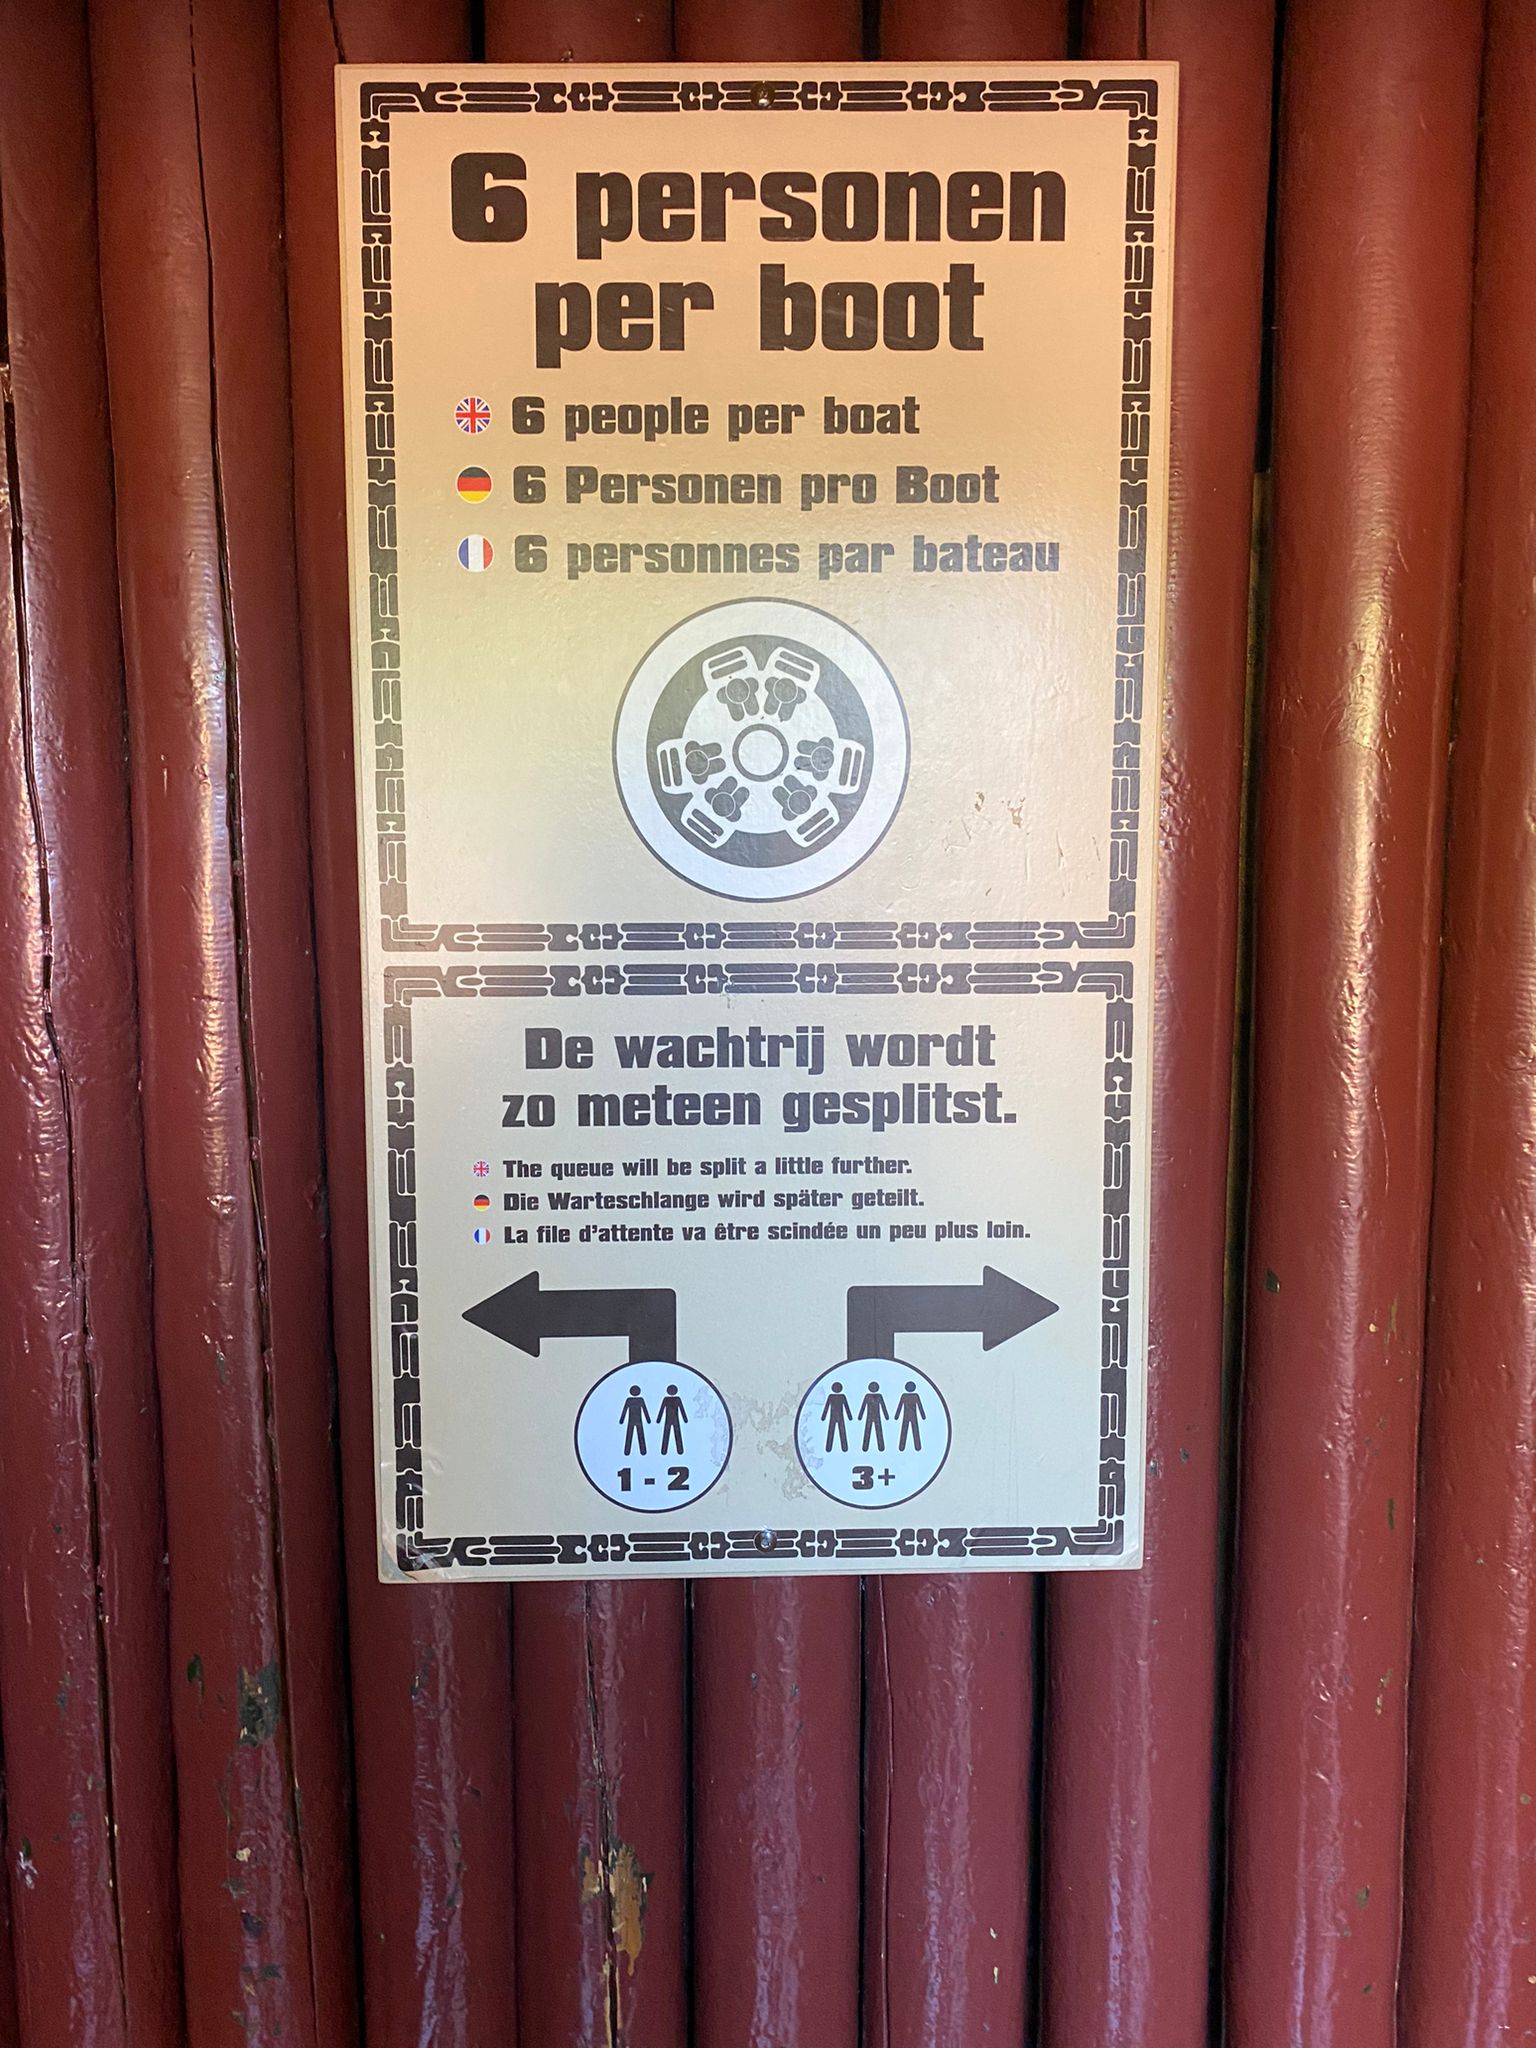 6 personen
per boot
6 people per boat
6 Personen pro Boot
6 personnes par bateau
De wachtrij wordt
zo meteen gesplitst.
The queue will be split a little further.
Die Warteschlange wird später geteilt.
La file d'attente va être scindée un peu plus loin.
1 - 2
3+